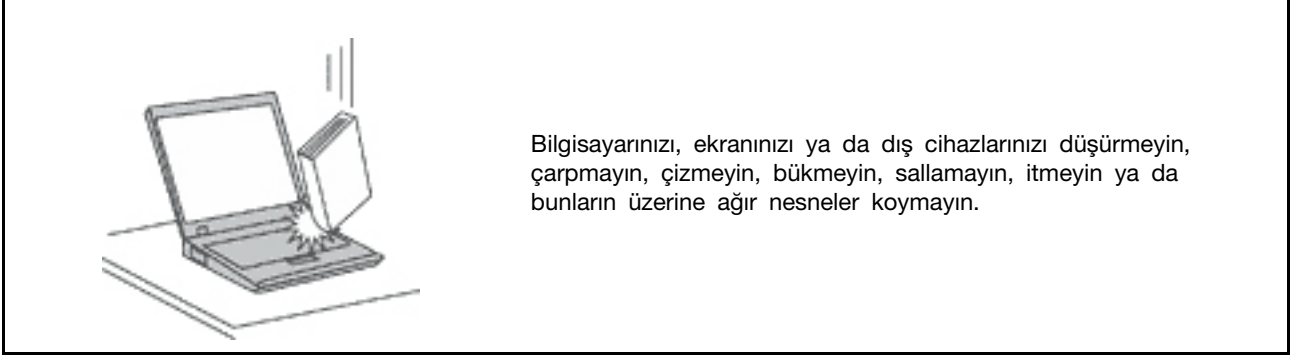 Bilgisayarınızı, ekranınızı ya da dış cihazlarınızı düşürmeyin,
çarpmayın, çizmeyin, bükmeyin, sallamayın, itmeyin ya da
bunların üzerine ağır nesneler koymayın.